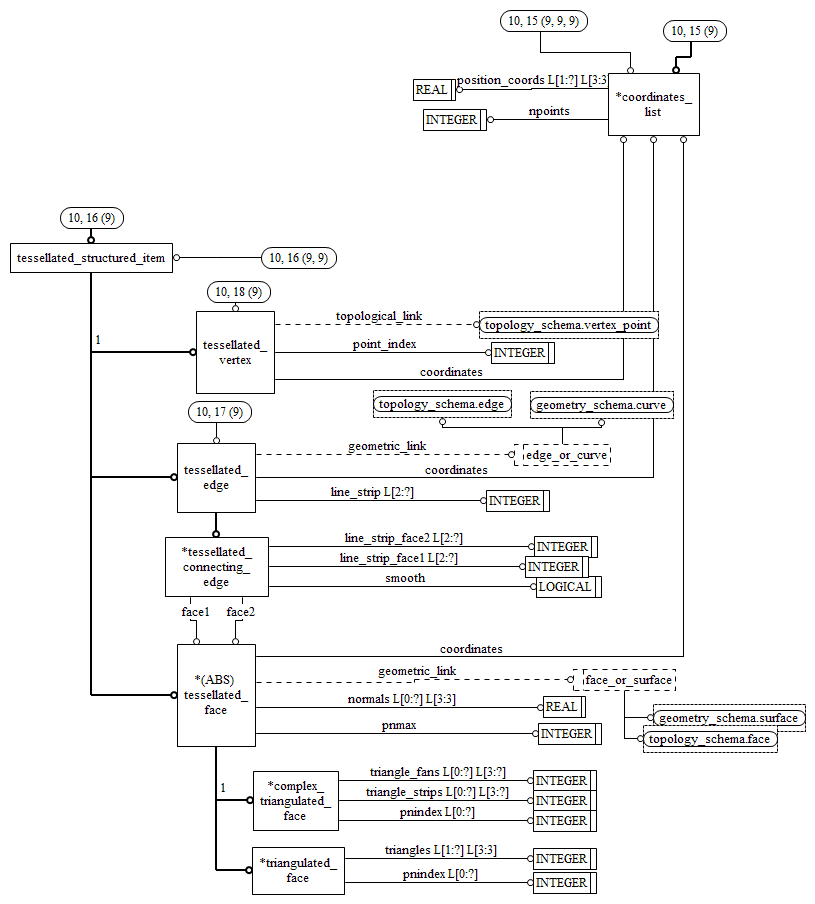 10, 15 (9, 9, 9)
10, 15 (9)
position_coords L[1:?] L[3:3
REAL
*coordinates_
list
npoints
INTEGER
10, 16 (9)
tessellated_structured_item
10, 16 (9, 9)
10, 18 (9)
topological_link
topology_schema.vertex_point
1
tessellated_
vertex
point_index
INTEGER
coordinates
topology_schema.edge
geometry_schema.curve
10, 17 (9)
geometric_link
edge_or_curve
tessellated_
edge
coordinates
line_strip L[2:?]
INTEGER
*tessellated_
connecting_
edge
line_strip_face2 L[2:?]
INTEGER
line_strip_face1 L[2:?]
INTEGER
smooth
LOGICAL
face1
face2
coordinates
*(ABS)
tessellated_
face
geometric_link
face_or_surface
normals L[0:?] L[3:3]
REAL
geometry_schema.surface
pnmax
INTEGER
topology_schema.face
1
*complex_
triangulated_
face
triangle_fans L[0:?] L[3:?]
INTEGER
triangle_strips L[0:?] L[3:?]
INTEGER
pnindex L[0:?]
INTEGER
*triangulated_
face
triangles L[1:?] L[3:3]
INTEGER
pnindex L[0:?]
INTEGER